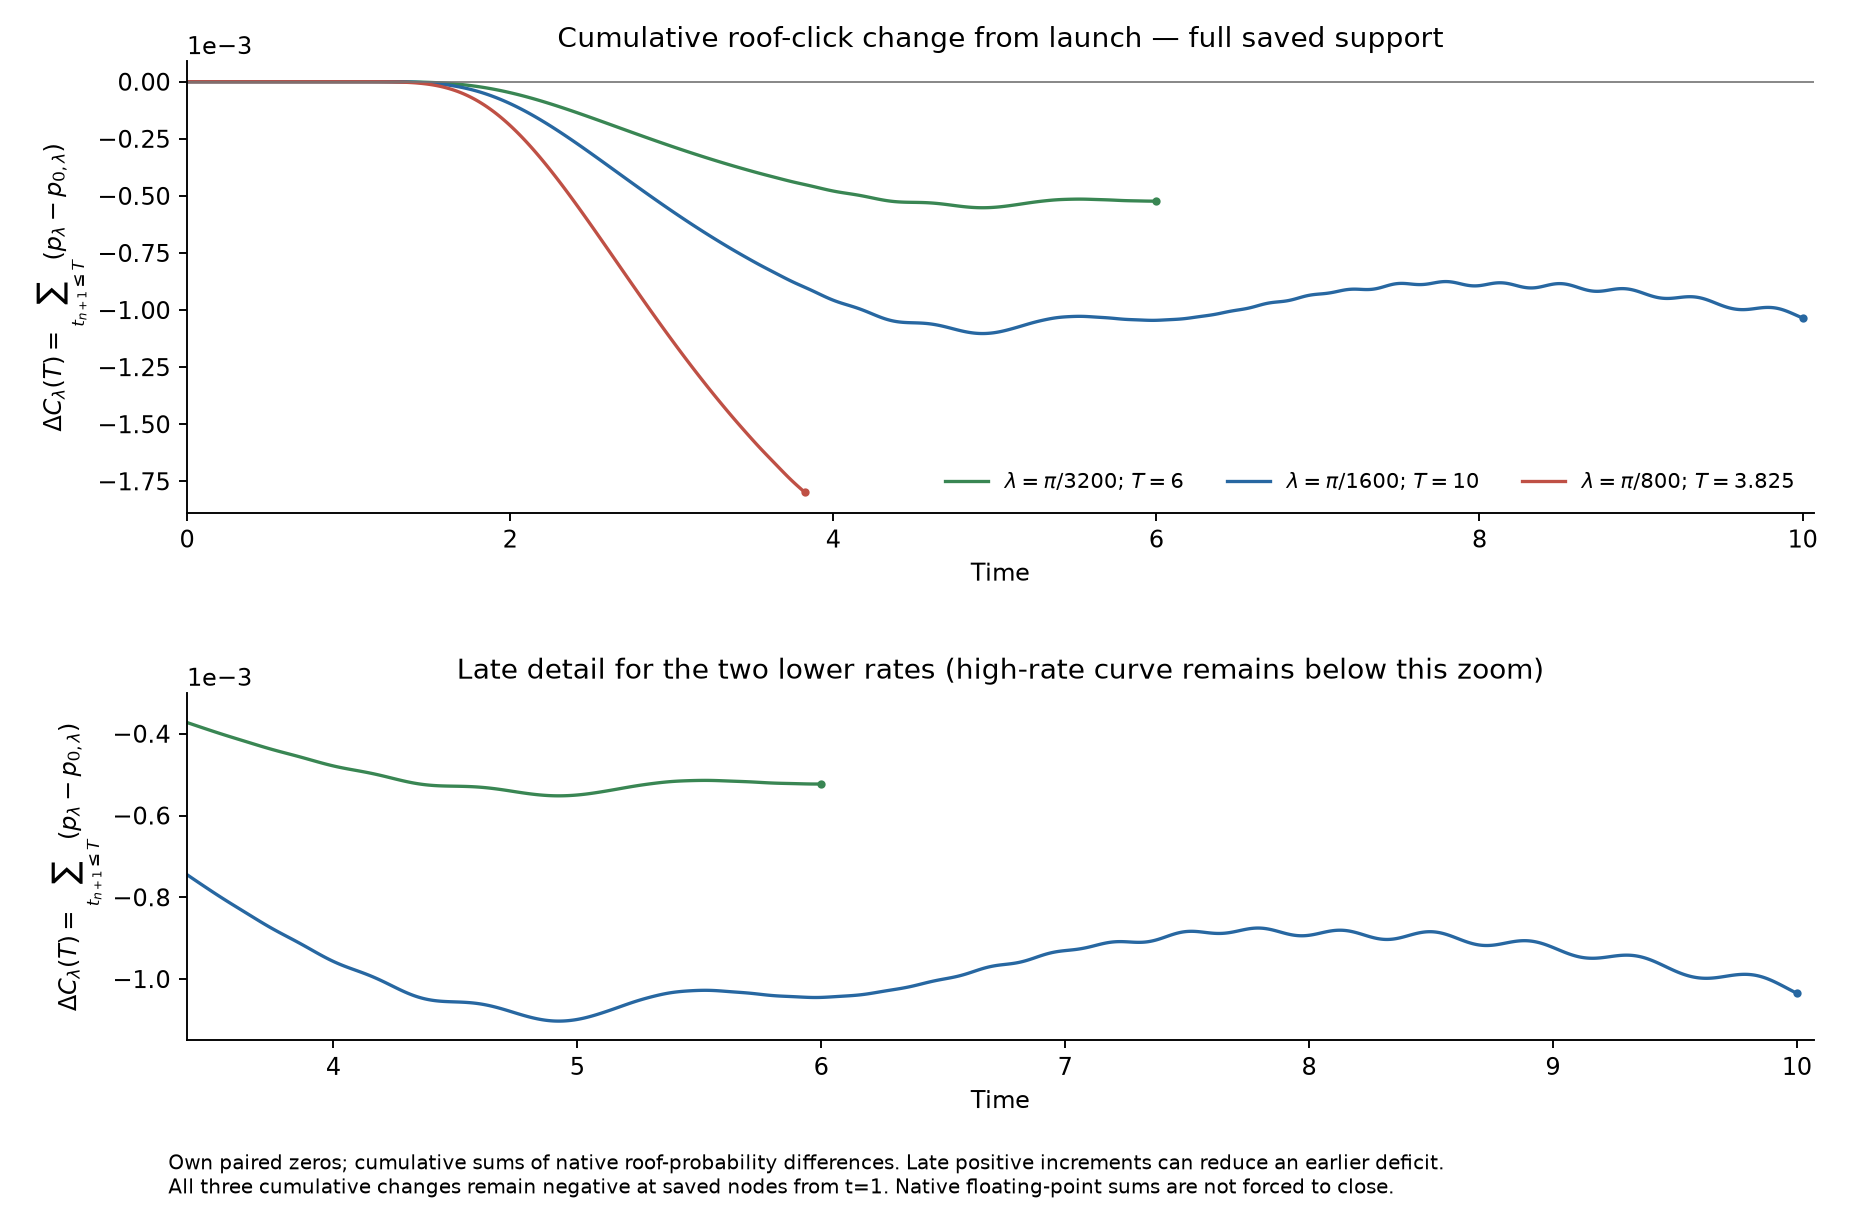 Cumulative roof-click change from launch — full saved support
1e−3
0.00
−0.25
−0.50
−0.75
−1.00
−1.25
−1.50
−1.75
ΔC_λ(T) = ∑_{t_{n+1} ≤ T} (p_λ − p_{0,λ})
λ = π/3200; T = 6
λ = π/1600; T = 10
λ = π/800; T = 3.825
0 2 4 6 8 10
Time
Late detail for the two lower rates (high-rate curve remains below this zoom)
1e−3
−0.4
−0.6
−0.8
−1.0
ΔC_λ(T) = ∑_{t_{n+1} ≤ T} (p_λ − p_{0,λ})
4 5 6 7 8 9 10
Time
Own paired zeros; cumulative sums of native roof-probability differences. Late positive increments can reduce an earlier deficit.
All three cumulative changes remain negative at saved nodes from t=1. Native floating-point sums are not forced to close.